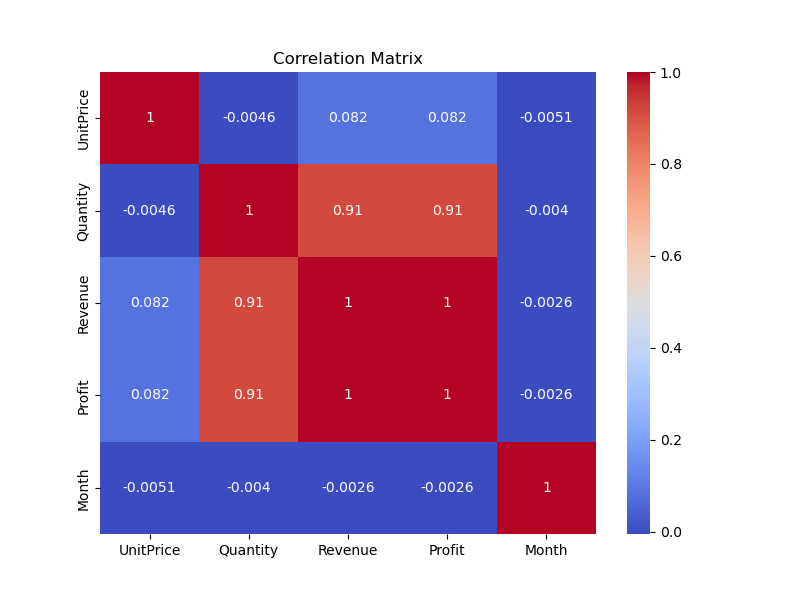 Correlation Matrix
UnitPrice 1 -0.0046 0.082 0.082 -0.0051
Quantity -0.0046 1 0.91 0.91 -0.004
Revenue 0.082 0.91 1 1 -0.0026
Profit 0.082 0.91 1 1 -0.0026
Month -0.0051 -0.004 -0.0026 -0.0026 1
UnitPrice Quantity Revenue Profit Month
1.0
0.8
0.6
0.4
0.2
0.0